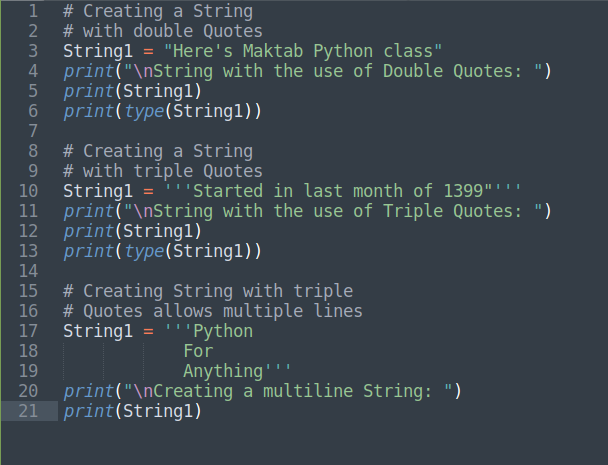 1 # Creating a String
2 # with double Quotes
3 String1 = "Here's Maktab Python class"
4 print("\nString with the use of Double Quotes: ")
5 print(String1)
6 print(type(String1))
7
8 # Creating a String
9 # with triple Quotes
10 String1 = '''Started in last month of 1399"'''
11 print("\nString with the use of Triple Quotes: ")
12 print(String1)
13 print(type(String1))
14
15 # Creating String with triple
16 # Quotes allows multiple lines
17 String1 = '''Python
18             For
19             Anything'''
20 print("\nCreating a multiline String: ")
21 print(String1)